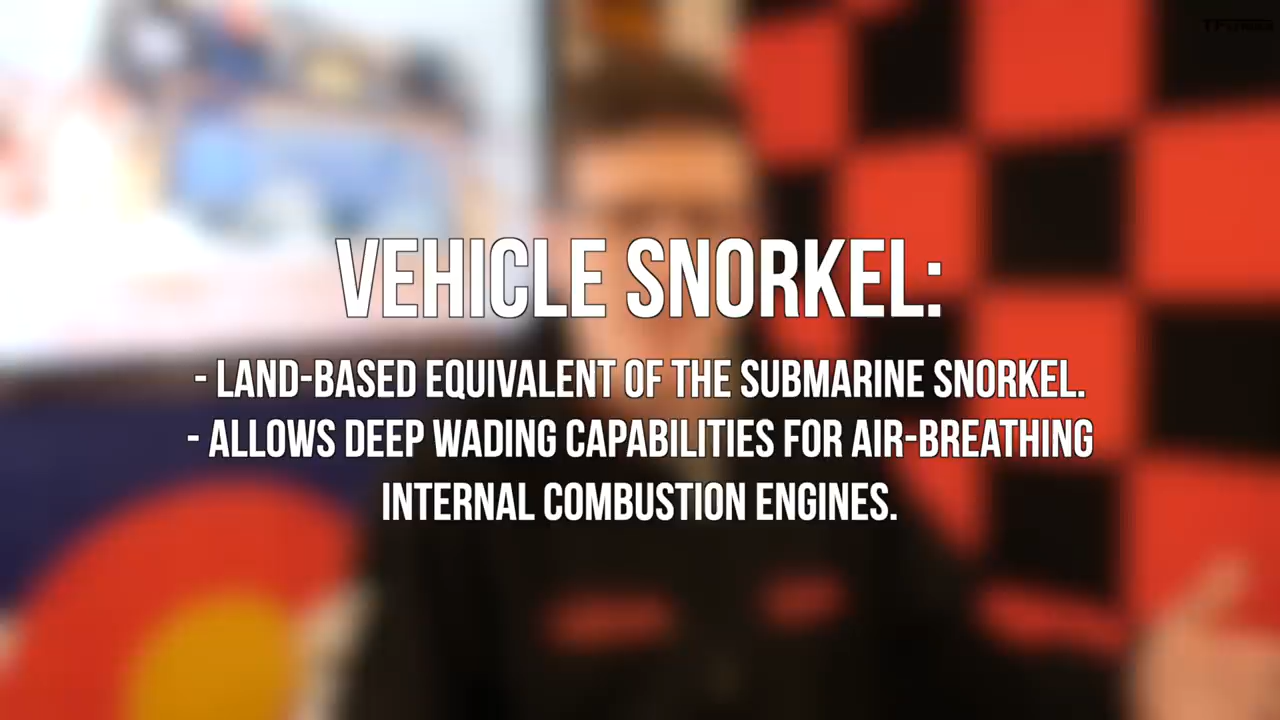 VEHICLE SNORKEL:
- LAND-BASED EQUIVALENT OF THE SUBMARINE SNORKEL.
- ALLOWS DEEP WADING CAPABILITIES FOR AIR-BREATHING
INTERNAL COMBUSTION ENGINES.